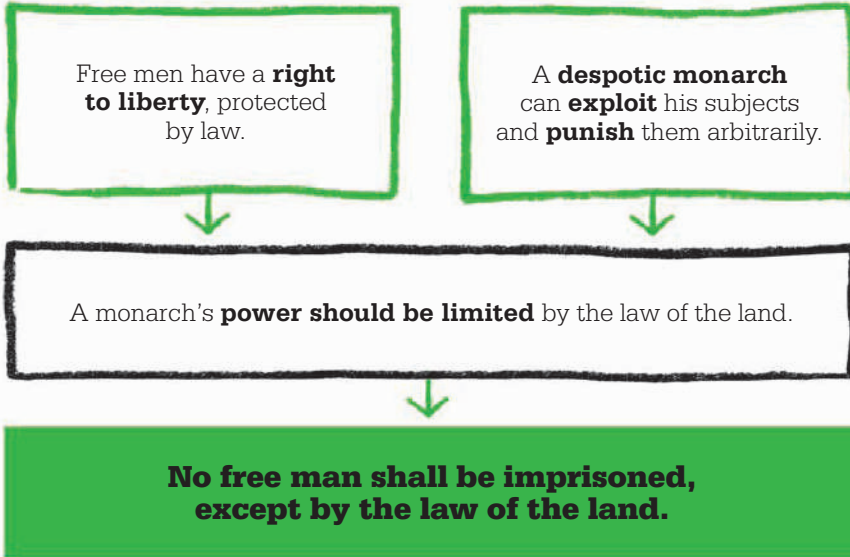 Free men have a right
to liberty, protected
by law.
A despotic monarch
can exploit his subjects
and punish them arbitrarily.
A monarch’s power should be limited by the law of the land.
No free man shall be imprisoned,
except by the law of the land.